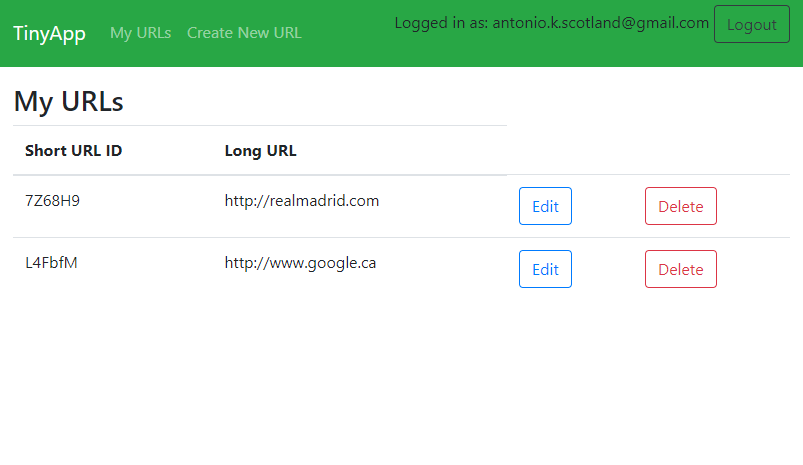 TinyApp My URLs Create New URL Logged in as: antonio.k.scotland@gmail.com Logout
My URLs
Short URL ID Long URL
7Z68H9 http://realmadrid.com Edit Delete
L4FbfM http://www.google.ca Edit Delete